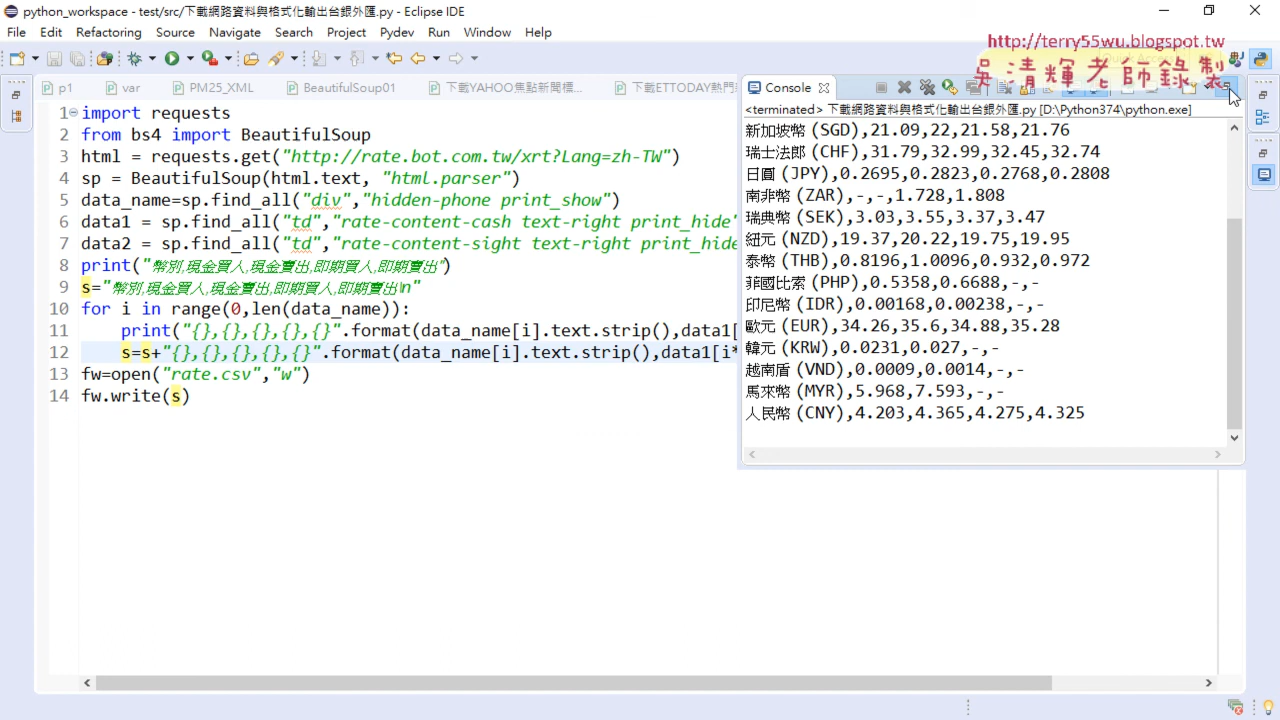 python_workspace - test/src/下載網路資料與格式化輸出台銀外匯.py - Eclipse IDE
File Edit Refactoring Source Navigate Search Project Pydev Run Window Help
http://terry55wu.blogspot.tw
吳清輝老師錄製
p1 var PM25_XML BeautifulSoup01 下載YAHOO焦點新聞標... 下載ETTODAY熱門
Console
<terminated> 下載網路資料與格式化輸出台銀外匯.py [D:\Python374\python.exe]
1 import requests
2 from bs4 import BeautifulSoup
3 html = requests.get("http://rate.bot.com.tw/xrt?Lang=zh-TW")
4 sp = BeautifulSoup(html.text, "html.parser")
5 data_name=sp.find_all("div","hidden-phone print_show")
6 data1 = sp.find_all("td","rate-content-cash text-right print_hide"
7 data2 = sp.find_all("td","rate-content-sight text-right print_hide
8 print("幣別,現金買入,現金賣出,即期買入,即期賣出")
9 s="幣別,現金買入,現金賣出,即期買入,即期賣出\n"
10 for i in range(0,len(data_name)):
11 print("{},{},{},{},{}".format(data_name[i].text.strip(),data1[
12 s=s+"{},{},{},{},{}".format(data_name[i].text.strip(),data1[i*
13 fw=open("rate.csv","w")
14 fw.write(s)
新加坡幣 (SGD),21.09,22,21.58,21.76
瑞士法郎 (CHF),31.79,32.99,32.45,32.74
日圓 (JPY),0.2695,0.2823,0.2768,0.2808
南非幣 (ZAR),-,-,1.728,1.808
瑞典幣 (SEK),3.03,3.55,3.37,3.47
紐元 (NZD),19.37,20.22,19.75,19.95
泰幣 (THB),0.8196,1.0096,0.932,0.972
菲國比索 (PHP),0.5358,0.6688,-,-
印尼幣 (IDR),0.00168,0.00238,-,-
歐元 (EUR),34.26,35.6,34.88,35.28
韓元 (KRW),0.0231,0.027,-,-
越南盾 (VND),0.0009,0.0014,-,-
馬來幣 (MYR),5.968,7.593,-,-
人民幣 (CNY),4.203,4.365,4.275,4.325